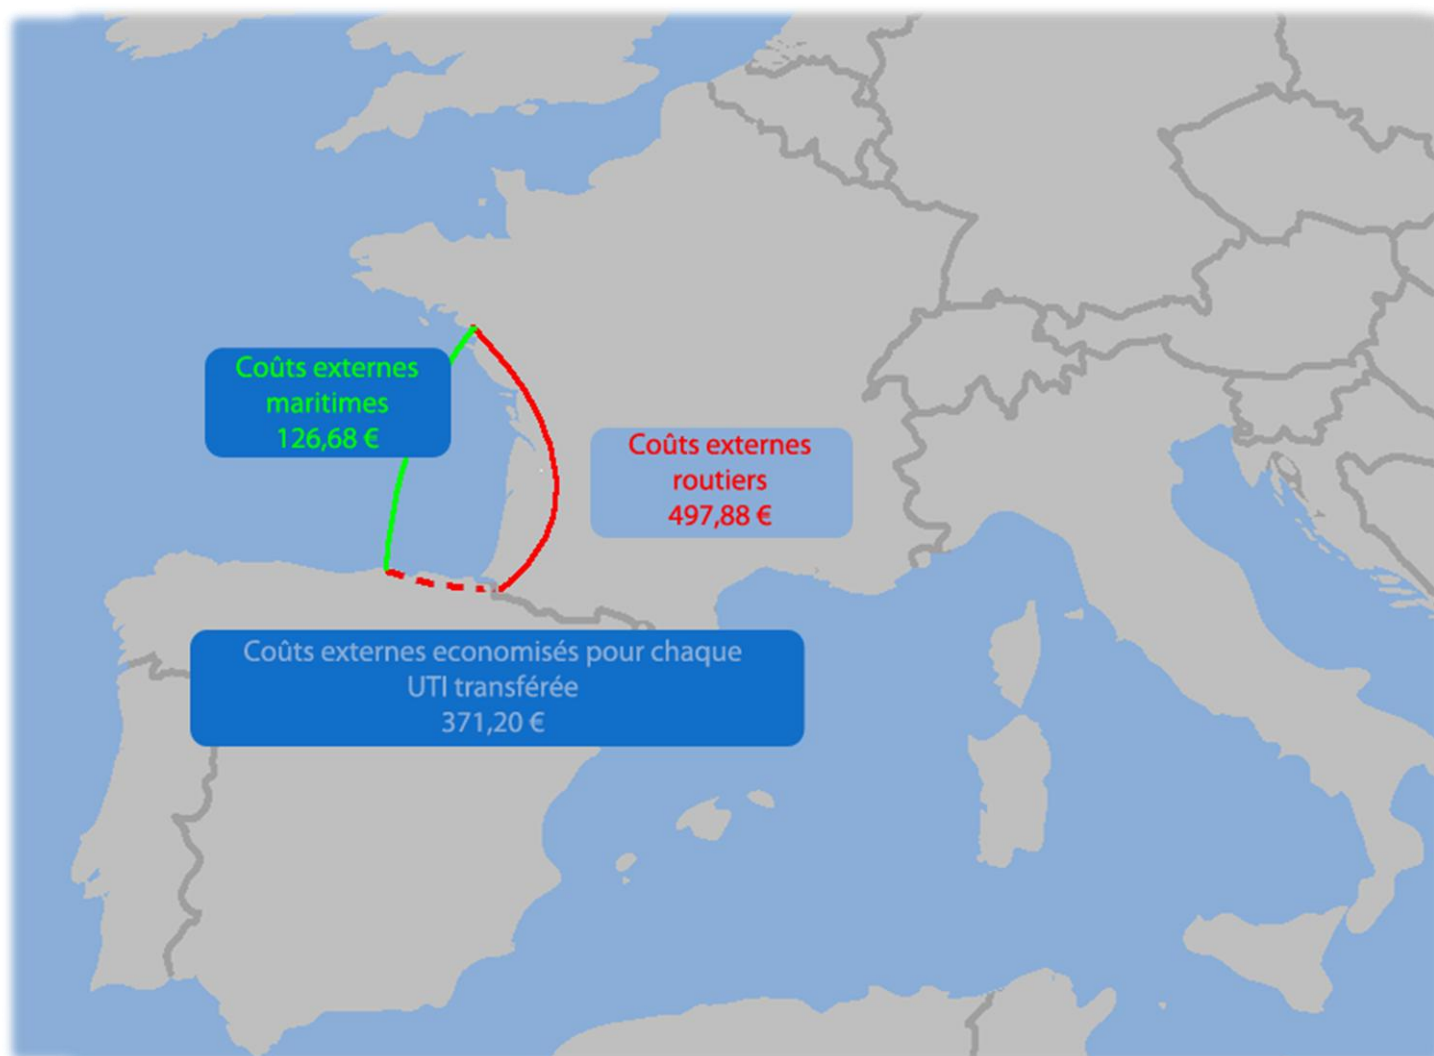 Coûts externes
maritimes
126,68 €
Coûts externes
routiers
497,88 €
Coûts externes economisés pour chaque
UTI transférée
371,20 €